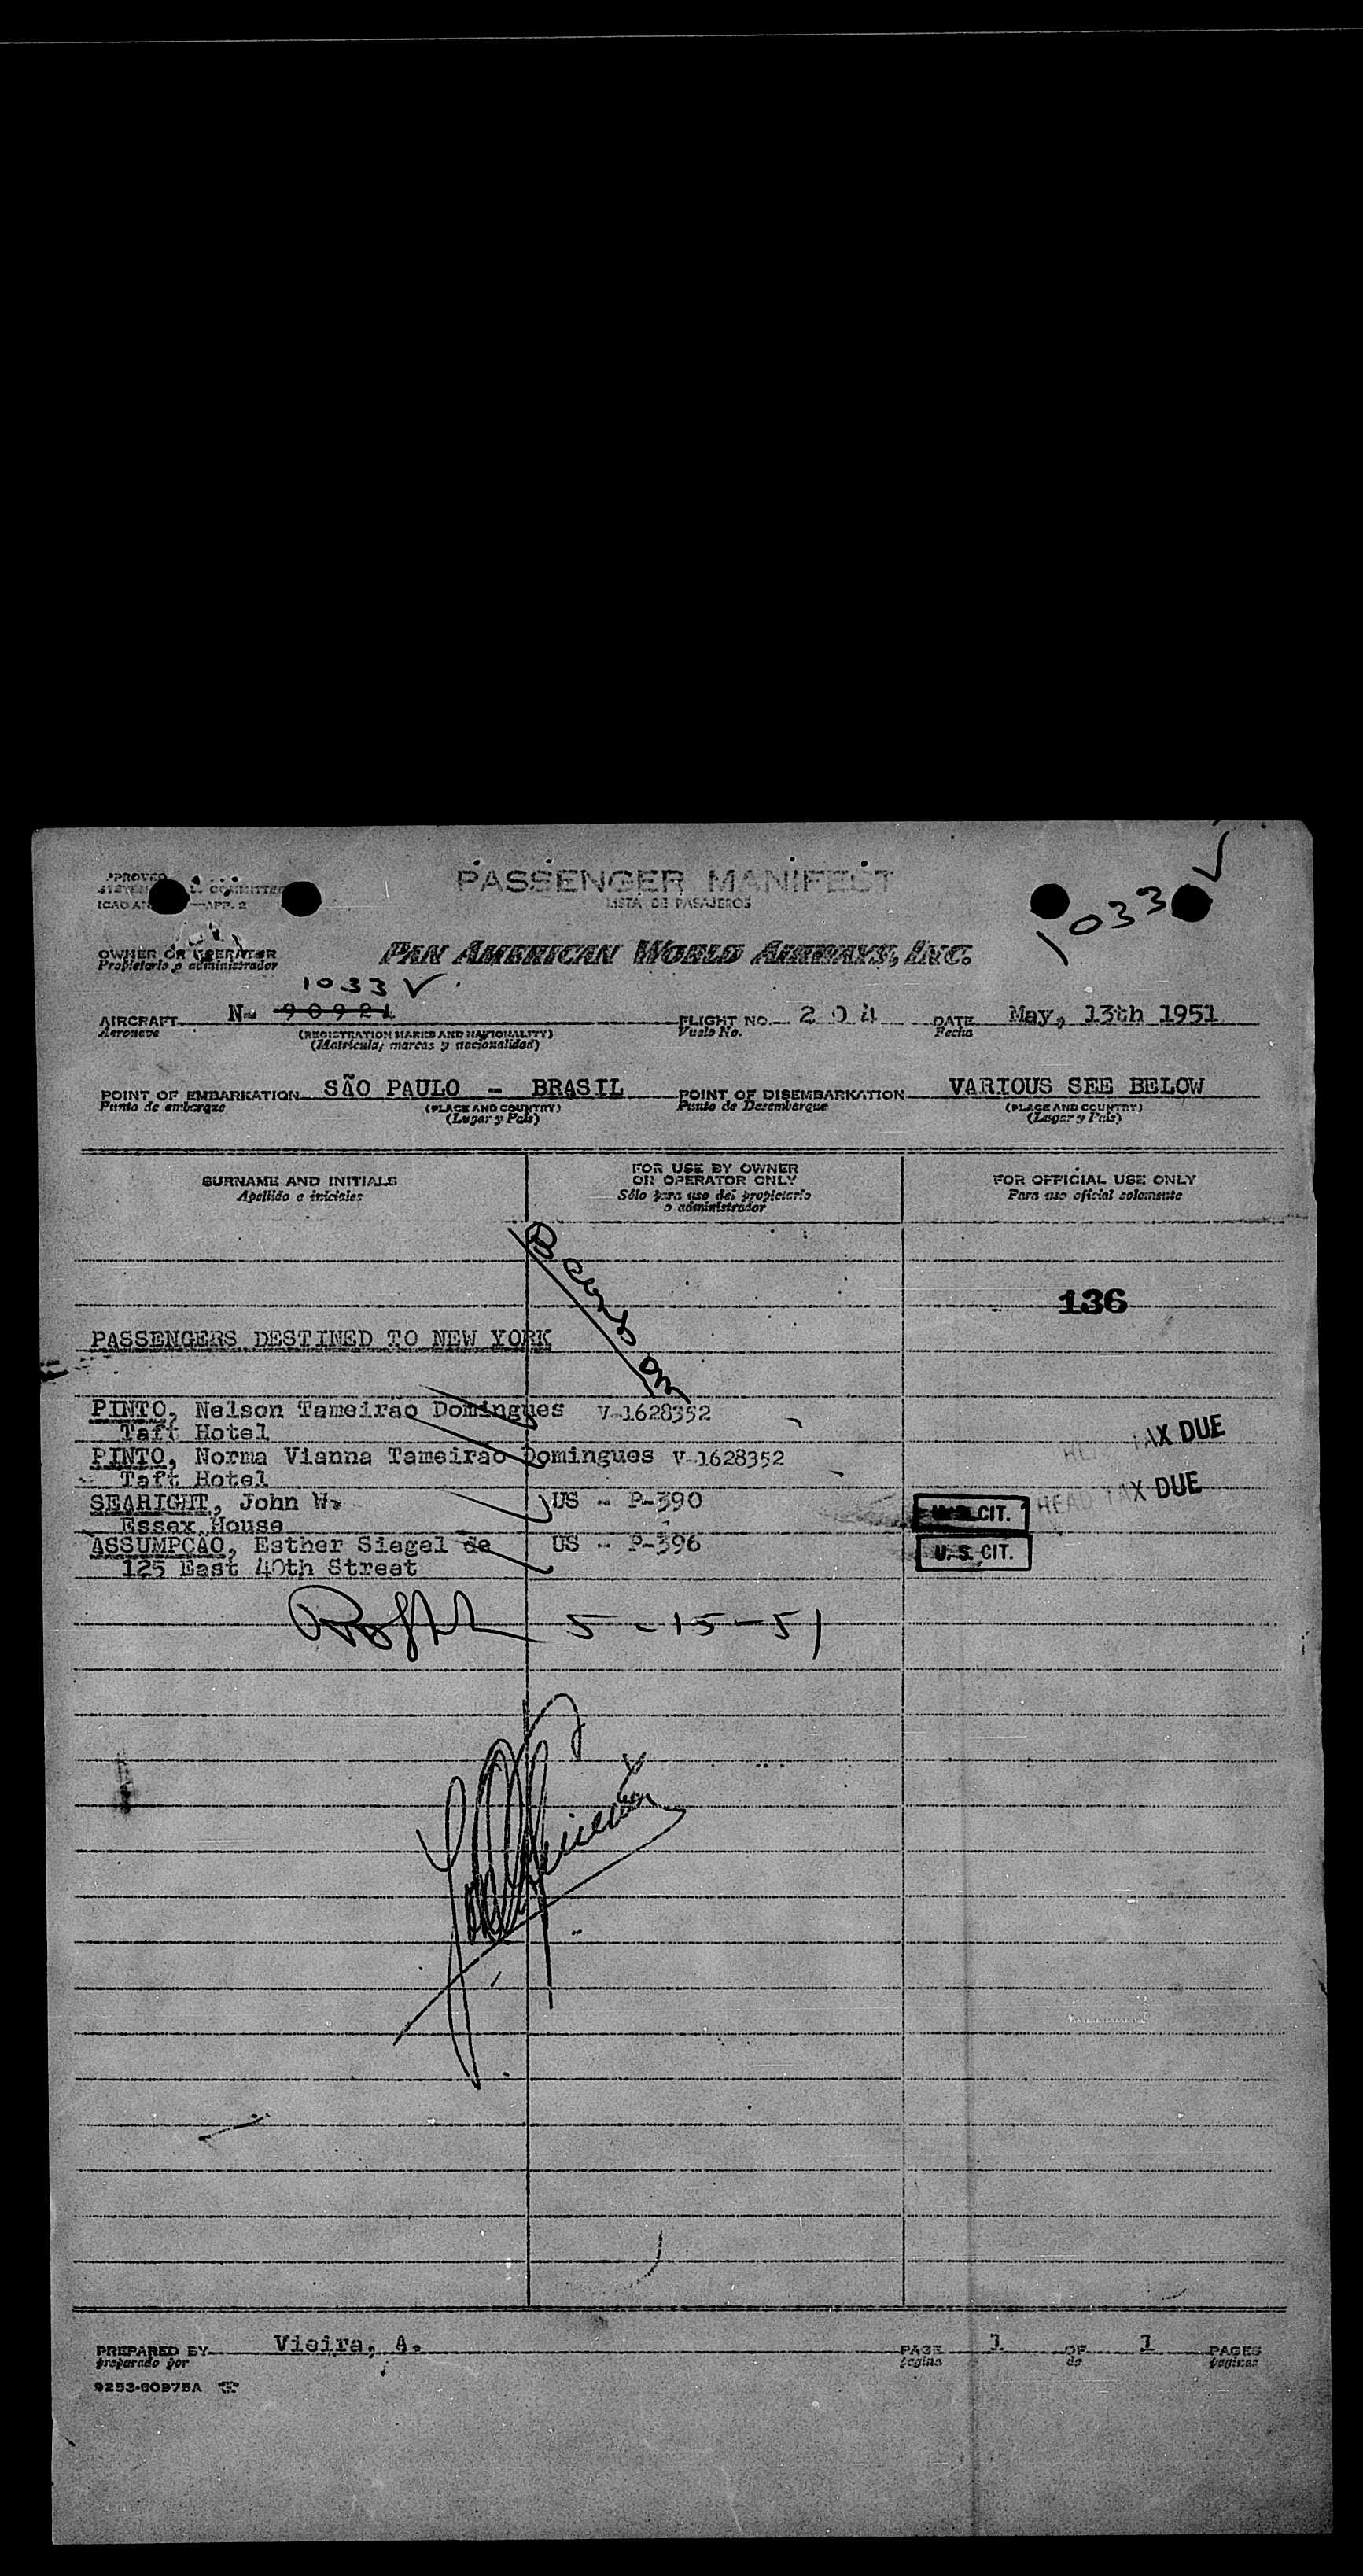 PASSENGER MANIFEST
LISTA DE PASAJEROS
1033
OWNER OR OPERATOR
Propietario o administrador
PAN AMERICAN WORLD AIRWAYS, INC.
1033
AIRCRAFT N- 90924 FLIGHT NO. 204 DATE May, 13th 1951
Aeronave (REGISTRATION MARKS AND NATIONALITY) Vuelo No. Fecha
(Matricula, marcas y nacionalidad)
POINT OF EMBARKATION SÃO PAULO - BRASIL POINT OF DISEMBARKATION VARIOUS SEE BELOW
Punto de embarque (PLACE AND COUNTRY) Punto de Desembarque (PLACE AND COUNTRY)
(Lugar y País) (Lugar y País)
SURNAME AND INITIALS FOR USE BY OWNER OR OPERATOR ONLY FOR OFFICIAL USE ONLY
Apellido e iniciales Sólo para uso del propietario o administrador Para uso oficial solamente
136
PASSENGERS DESTINED TO NEW YORK
PINTO, Nelson Tameirão Domingues V-1628352
Taft Hotel TAX DUE
PINTO, Norma Vianna Tameirao Domingues V-1628352
Taft Hotel HEAD TAX DUE
SEARIGHT, John W. US - P-390 U.S. CIT.
Essex House
ASSUMPCAO, Esther Siegel de US - P-396 U.S. CIT.
125 East 40th Street
5-15-51
PREPARED BY Vieira, A. PAGE 1 OF 1 PAGES
preparado por pagina de paginas
9253-60975A